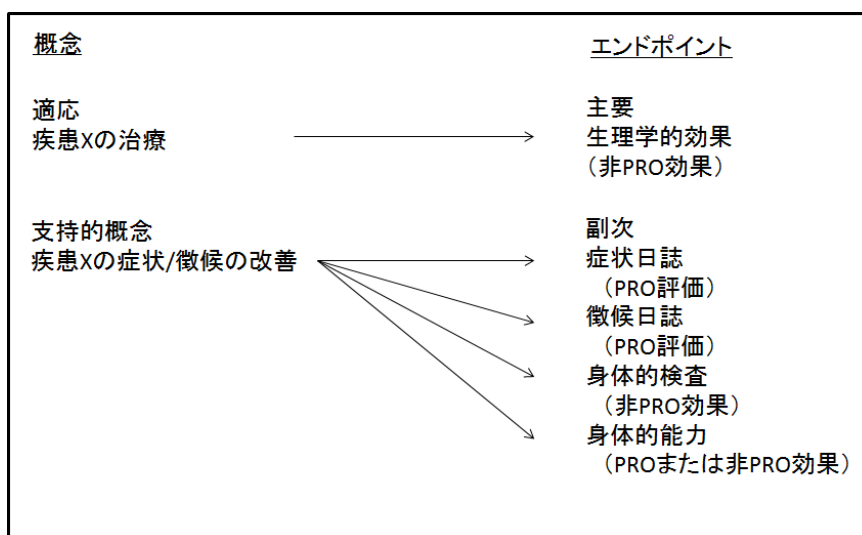 概念
エンドポイント
適応
疾患Xの治療
主要
生理学的効果
(非PRO効果)
支持的概念
疾患Xの症状/徴候の改善
副次
症状日誌
(PRO評価)
徴候日誌
(PRO評価)
身体的検査
(非PRO効果)
身体的能力
(PROまたは非PRO効果)